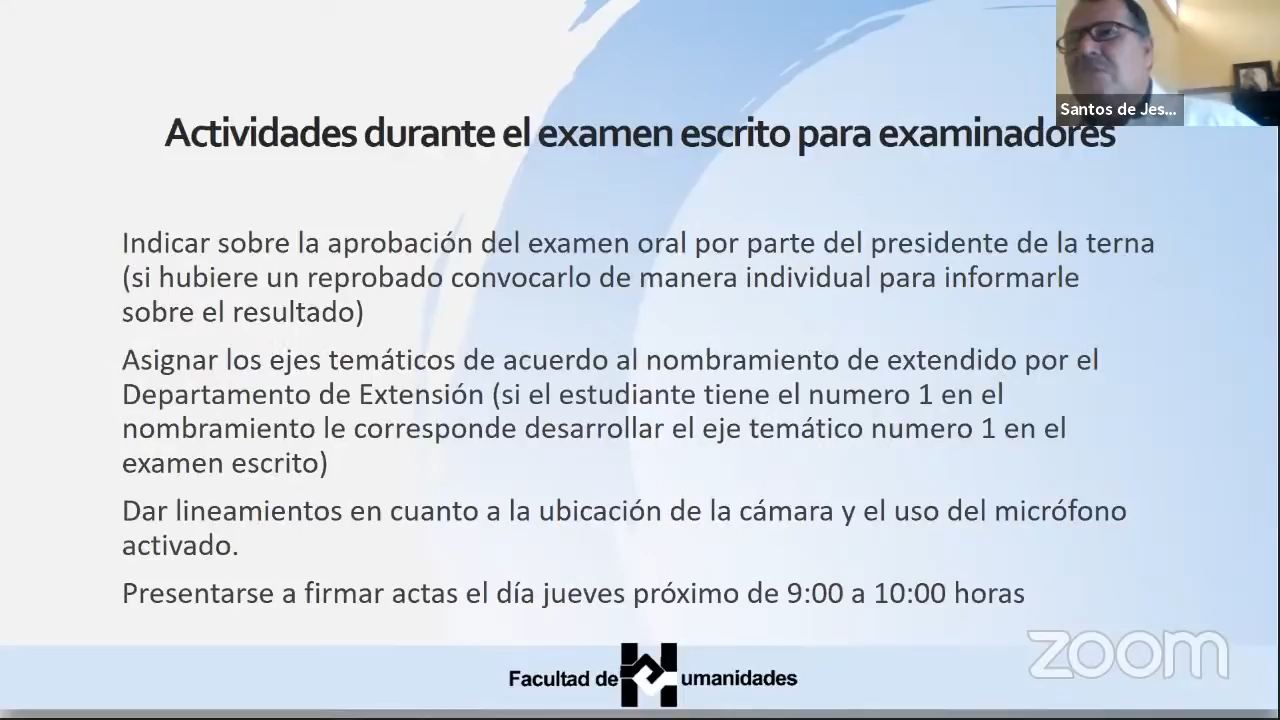 Santos de Jes...
Actividades durante el examen escrito para examinadores
Indicar sobre la aprobación del examen oral por parte del presidente de la terna
(si hubiere un reprobado convocarlo de manera individual para informarle
sobre el resultado)
Asignar los ejes temáticos de acuerdo al nombramiento de extendido por el
Departamento de Extensión (si el estudiante tiene el numero 1 en el
nombramiento le corresponde desarrollar el eje temático numero 1 en el
examen escrito)
Dar lineamientos en cuanto a la ubicación de la cámara y el uso del micrófono
activado.
Presentarse a firmar actas el día jueves próximo de 9:00 a 10:00 horas
zoom
Facultad de Humanidades